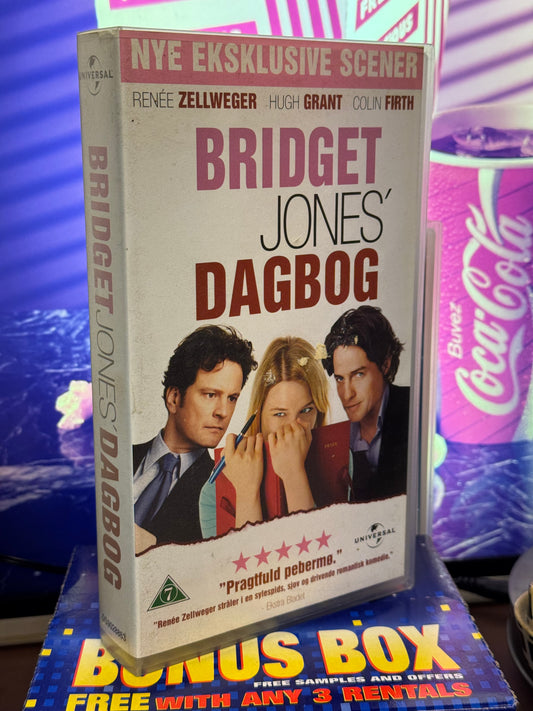 NYE EKSKLUSIVE SCENER
RENÉE ZELLWEGER HUGH GRANT COLIN FIRTH
BRIDGET
JONES'
DAGBOG
UNIVERSAL
BRIDGET JONES' DAGBOG
"Pragtfuld pebermø."
"Renée Zellweger stråler i en sylespids, sjov og drivende romantisk komedie."
- Ekstra Bladet
7
UNIVERSAL
Buvez
Coca-Cola
BONUS BOX
FREE SAMPLES AND OFFERS
FREE WITH ANY 3 RENTALS